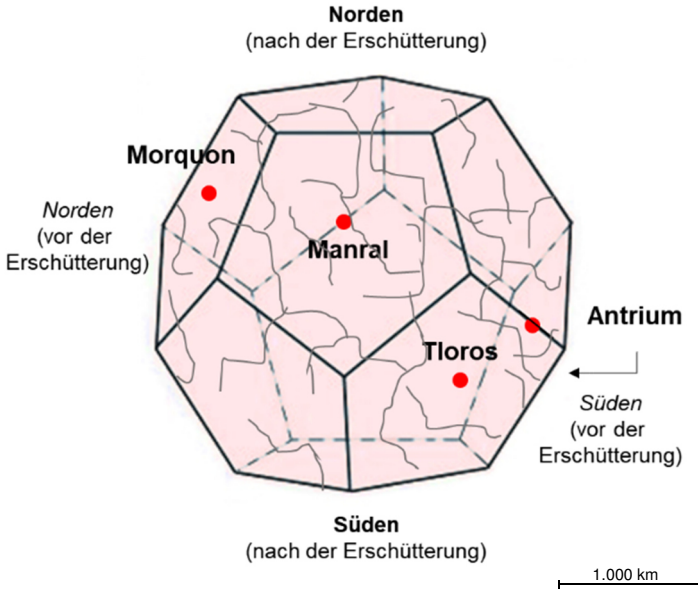 Norden
(nach der Erschütterung)
Morquon
Norden
(vor der
Erschütterung)
Manral
Antrium
Tloros
Süden
(vor der
Erschütterung)
Süden
(nach der Erschütterung)
1.000 km